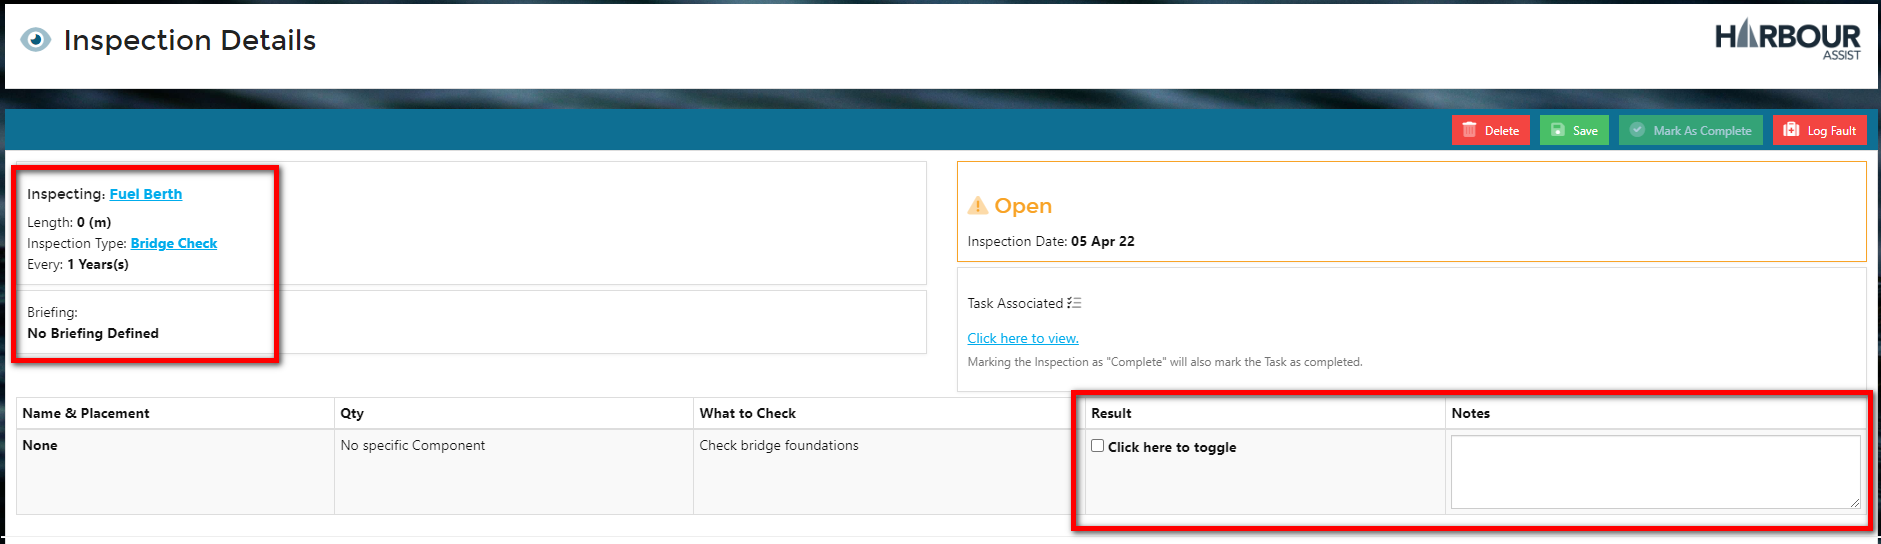 Inspection Details
HARBOUR
ASSIST
Delete
Save
Mark As Complete
Log Fault
Inspecting: Fuel Berth
Length: 0 (m)
Inspection Type: Bridge Check
Every: 1 Years(s)
Briefing:
No Briefing Defined
Open
Inspection Date: 05 Apr 22
Task Associated
Click here to view.
Marking the Inspection as "Complete" will also mark the Task as completed.
Name & Placement Qty What to Check Result Notes
None No specific Component Check bridge foundations Click here to toggle